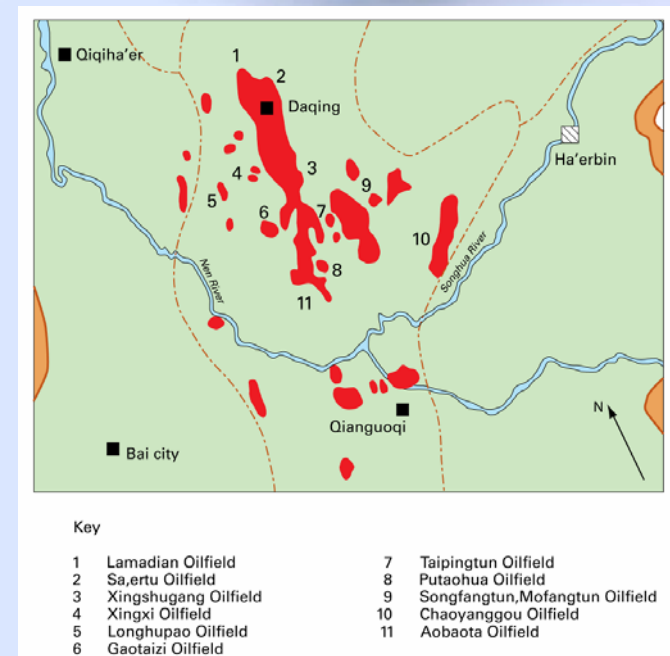 Qiqiha'er
1
2
Daqing
Ha'erbin
3
4
9
5
6
7
10
8
Nen River
Songhua River
11
Qianguoqi
N
Bai city
Key
1 Lamadian Oilfield
2 Sa,ertu Oilfield
3 Xingshugang Oilfield
4 Xingxi Oilfield
5 Longhupao Oilfield
6 Gaotaizi Oilfield
7 Taipingtun Oilfield
8 Putaohua Oilfield
9 Songfangtun,Mofangtun Oilfield
10 Chaoyanggou Oilfield
11 Aobaota Oilfield